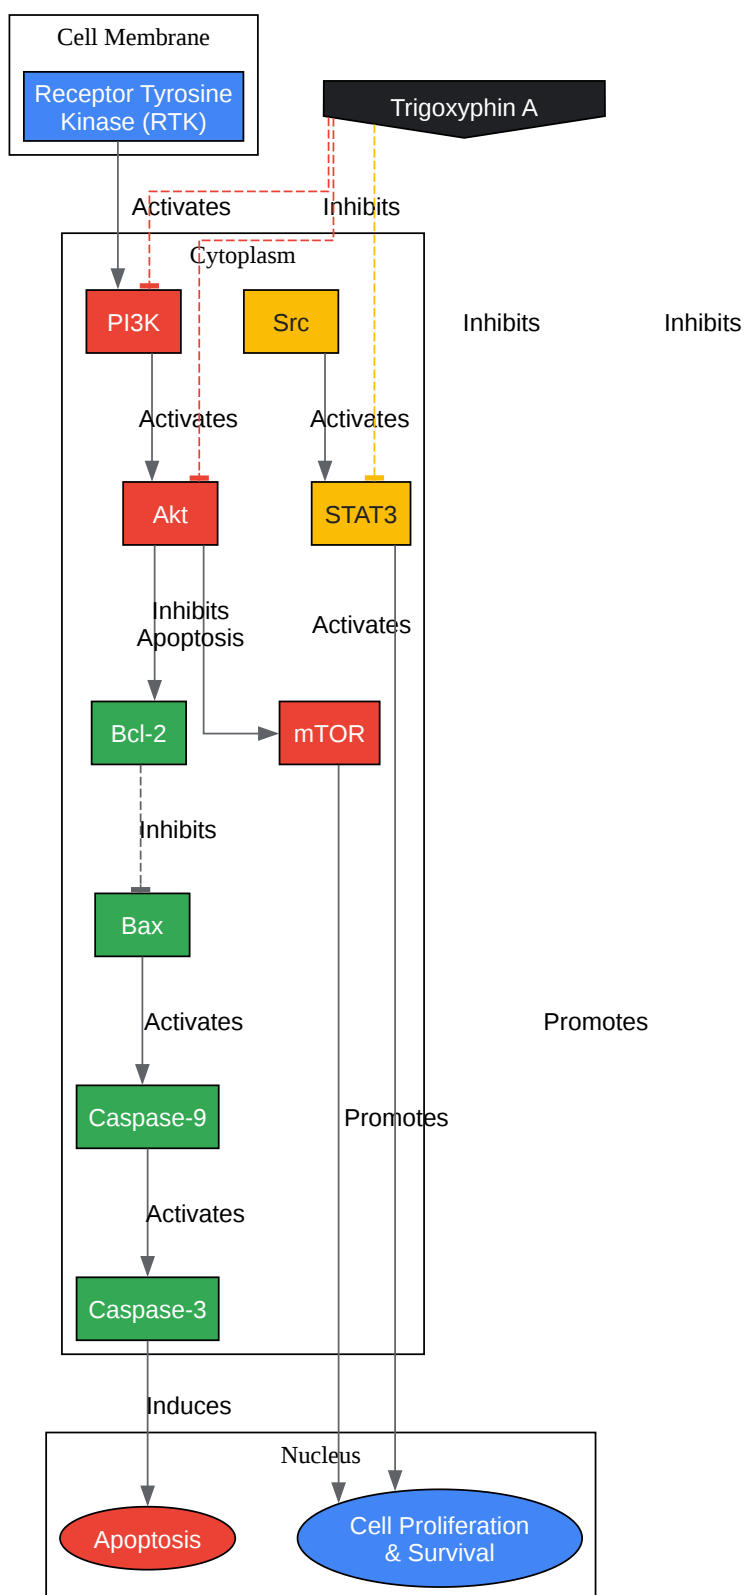 Cell Membrane
Receptor Tyrosine
Kinase (RTK)
Trigoxyphin A
Activates
Inhibits
Cytoplasm
PI3K
Src
Inhibits
Inhibits
Activates
Activates
Akt
STAT3
Inhibits
Apoptosis
Activates
Bcl-2
mTOR
Inhibits
Bax
Activates
Promotes
Caspase-9
Promotes
Activates
Caspase-3
Induces
Nucleus
Apoptosis
Cell Proliferation
& Survival